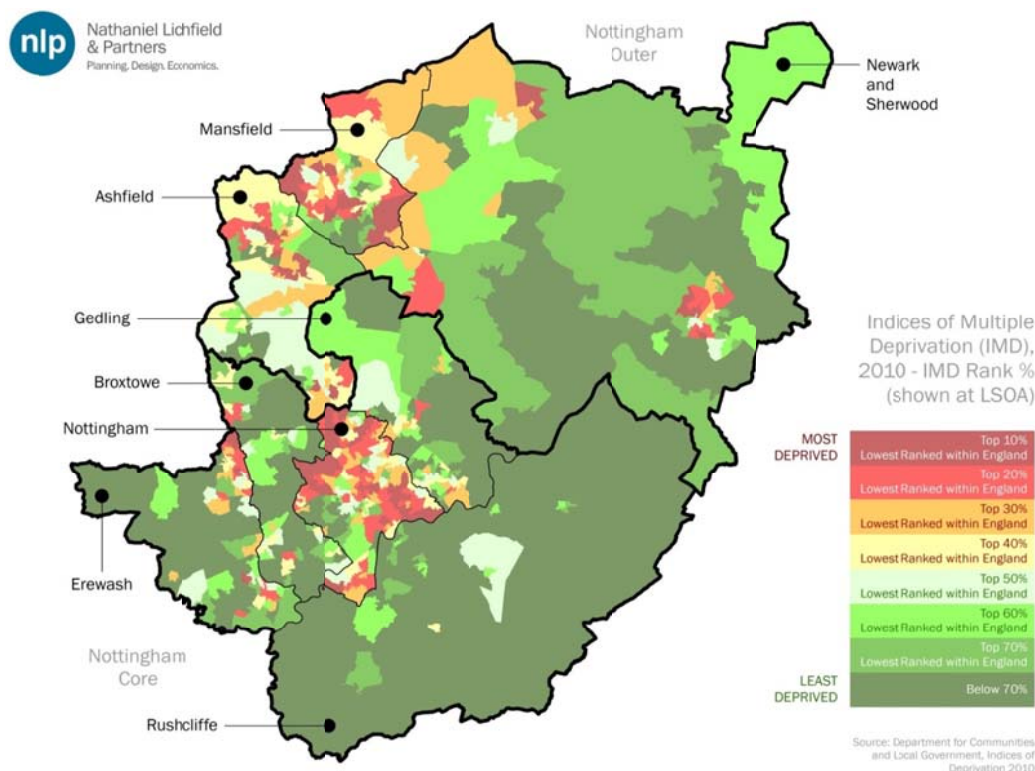 nlp
Nathaniel Lichfield
& Partners
Planning. Design. Economics.
Nottingham
Outer
Newark
and
Sherwood
Mansfield
Ashfield
Gedling
Broxtowe
Nottingham
Erewash
Nottingham
Core
Rushcliffe
Indices of Multiple
Deprivation (IMD),
2010 - IMD Rank %
(shown at LSOA)
MOST
DEPRIVED
Top 10%
Lowest Ranked within England
Top 20%
Lowest Ranked within England
Top 30%
Lowest Ranked within England
Top 40%
Lowest Ranked within England
Top 50%
Lowest Ranked within England
Top 60%
Lowest Ranked within England
Top 70%
Lowest Ranked within England
LEAST
DEPRIVED
Below 70%
Source: Department for Communities
and Local Government, Indices of
Deprivation 2010